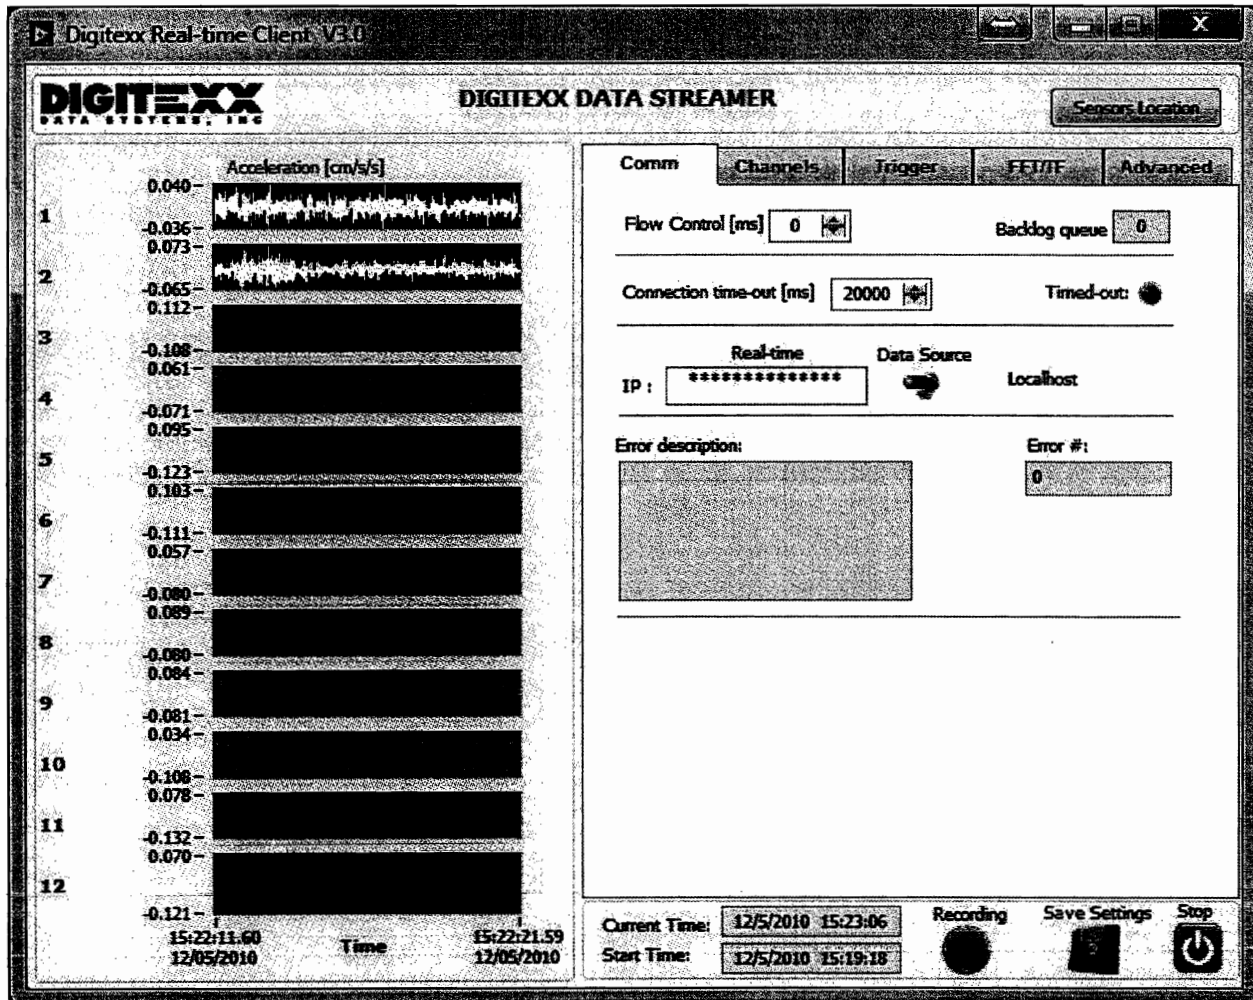 Digitexx Real-time Client V3.0
X
DIGITEXX
DATA SYSTEMS, INC
DIGITEXX DATA STREAMER
Sensors Location
Acceleration [cm/s/s]
1
0.040
-0.036
2
0.073
-0.065
3
0.112
-0.108
4
0.061
-0.071
5
0.095
-0.123
6
0.103
-0.111
7
0.057
-0.080
8
0.089
-0.080
9
0.084
-0.081
10
0.034
-0.108
11
0.078
-0.132
12
0.070
-0.121
15:22:11.60
12/05/2010
Time
15:22:21.59
12/05/2010
Comm Channels Trigger FFT/TF Advanced
Flow Control [ms] 0 Backlog queue 0
Connection time-out [ms] 20000 Timed-out:
Real-time Data Source
IP : ************** Localhost
Error description: Error #:
0
Current Time: 12/5/2010 15:23:06
Start Time: 12/5/2010 15:19:18
Recording Save Settings Stop